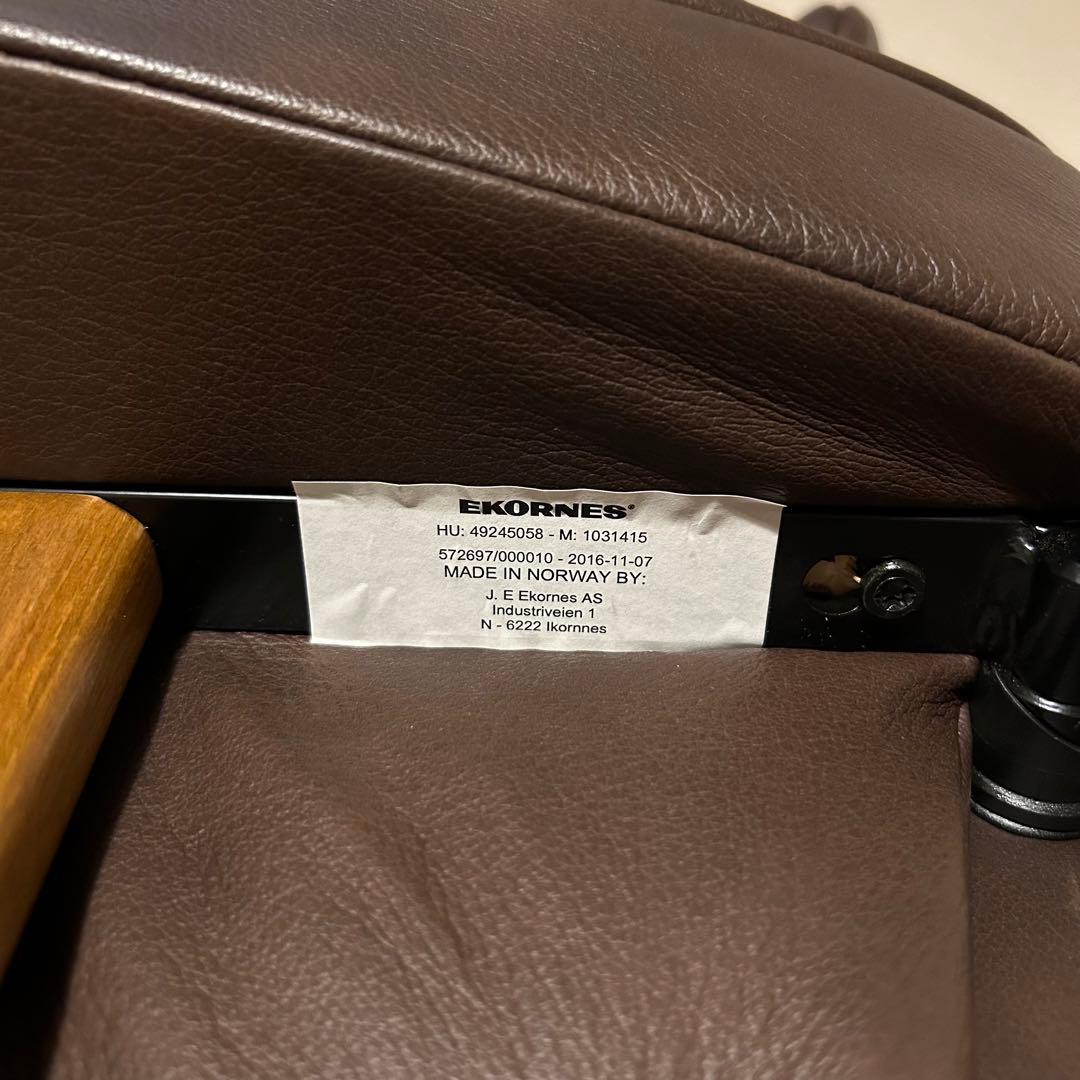 EKORNES®
HU: 49245058 - M: 1031415
572697/000010 - 2016-11-07
MADE IN NORWAY BY:
J. E Ekornes AS
Industriveien 1
N - 6222 Ikornnes